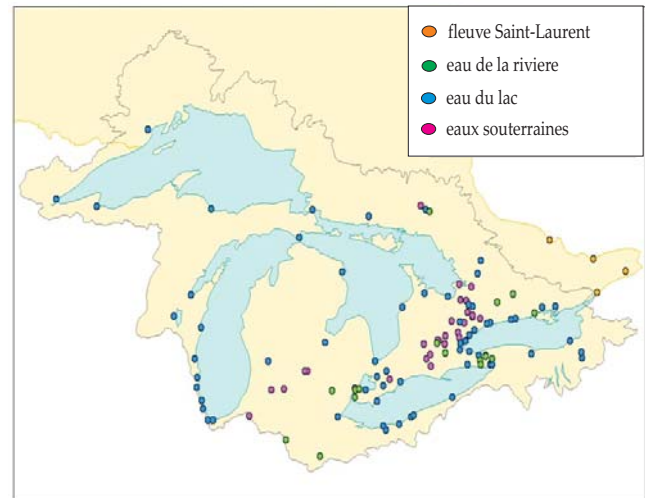 fleuve Saint-Laurent
eau de la riviere
eau du lac
eaux souterraines